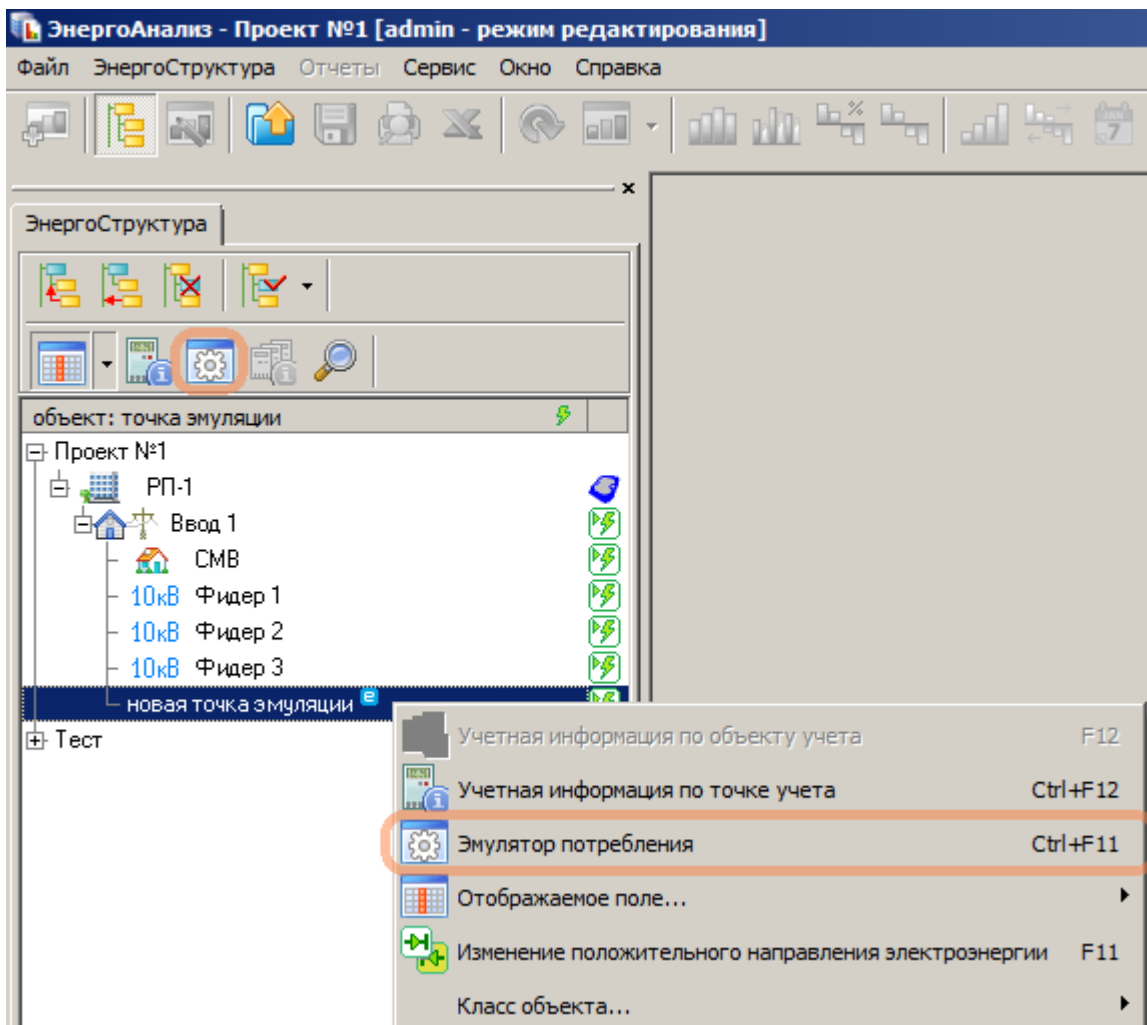 ЭнергоАнализ - Проект №1 [admin - режим редактирования]
Файл ЭнергоСтруктура Отчеты Сервис Окно Справка
ЭнергоСтруктура
объект: точка эмуляции
Проект №1
РП-1
Ввод 1
СМВ
10кВ Фидер 1
10кВ Фидер 2
10кВ Фидер 3
новая точка эмуляции e
Тест
Учетная информация по объекту учета F12
Учетная информация по точке учета Ctrl+F12
Эмулятор потребления Ctrl+F11
Отображаемое поле...
Изменение положительного направления электроэнергии F11
Класс объекта...